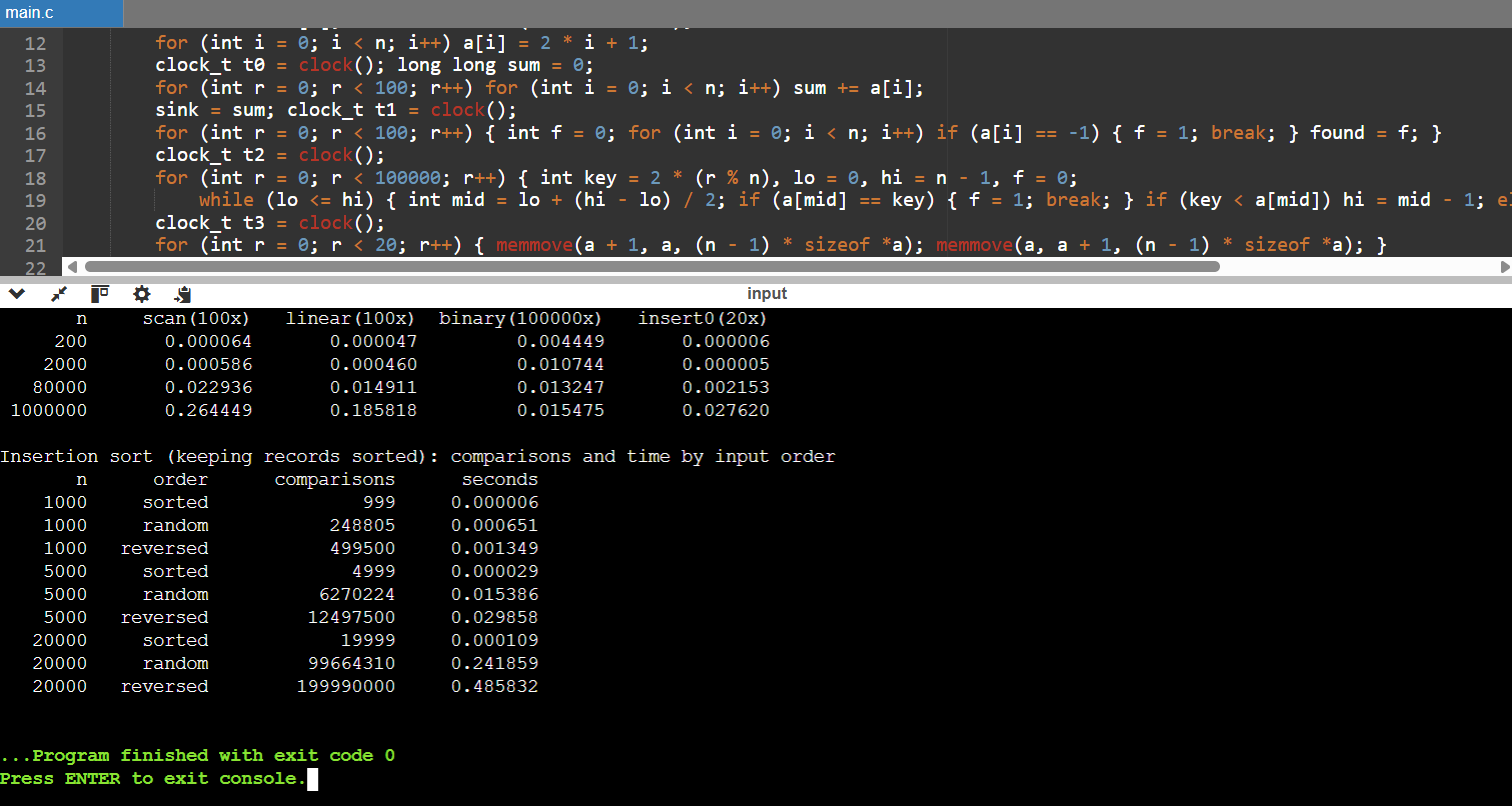 main.c
12 for (int i = 0; i < n; i++) a[i] = 2 * i + 1;
13 clock_t t0 = clock(); long long sum = 0;
14 for (int r = 0; r < 100; r++) for (int i = 0; i < n; i++) sum += a[i];
15 sink = sum; clock_t t1 = clock();
16 for (int r = 0; r < 100; r++) { int f = 0; for (int i = 0; i < n; i++) if (a[i] == -1) { f = 1; break; } found = f; }
17 clock_t t2 = clock();
18 for (int r = 0; r < 100000; r++) { int key = 2 * (r % n), lo = 0, hi = n - 1, f = 0;
19 while (lo <= hi) { int mid = lo + (hi - lo) / 2; if (a[mid] == key) { f = 1; break; } if (key < a[mid]) hi = mid - 1; el
20 clock_t t3 = clock();
21 for (int r = 0; r < 20; r++) { memmove(a + 1, a, (n - 1) * sizeof *a); memmove(a, a + 1, (n - 1) * sizeof *a); }
22
input
n scan(100x) linear(100x) binary(100000x) insert0(20x)
200 0.000064 0.000047 0.004449 0.000006
2000 0.000586 0.000460 0.010744 0.000005
80000 0.022936 0.014911 0.013247 0.002153
1000000 0.264449 0.185818 0.015475 0.027620
Insertion sort (keeping records sorted): comparisons and time by input order
n order comparisons seconds
1000 sorted 999 0.000006
1000 random 248805 0.000651
1000 reversed 499500 0.001349
5000 sorted 4999 0.000029
5000 random 6270224 0.015386
5000 reversed 12497500 0.029858
20000 sorted 19999 0.000109
20000 random 99664310 0.241859
20000 reversed 199990000 0.485832
...Program finished with exit code 0
Press ENTER to exit console.